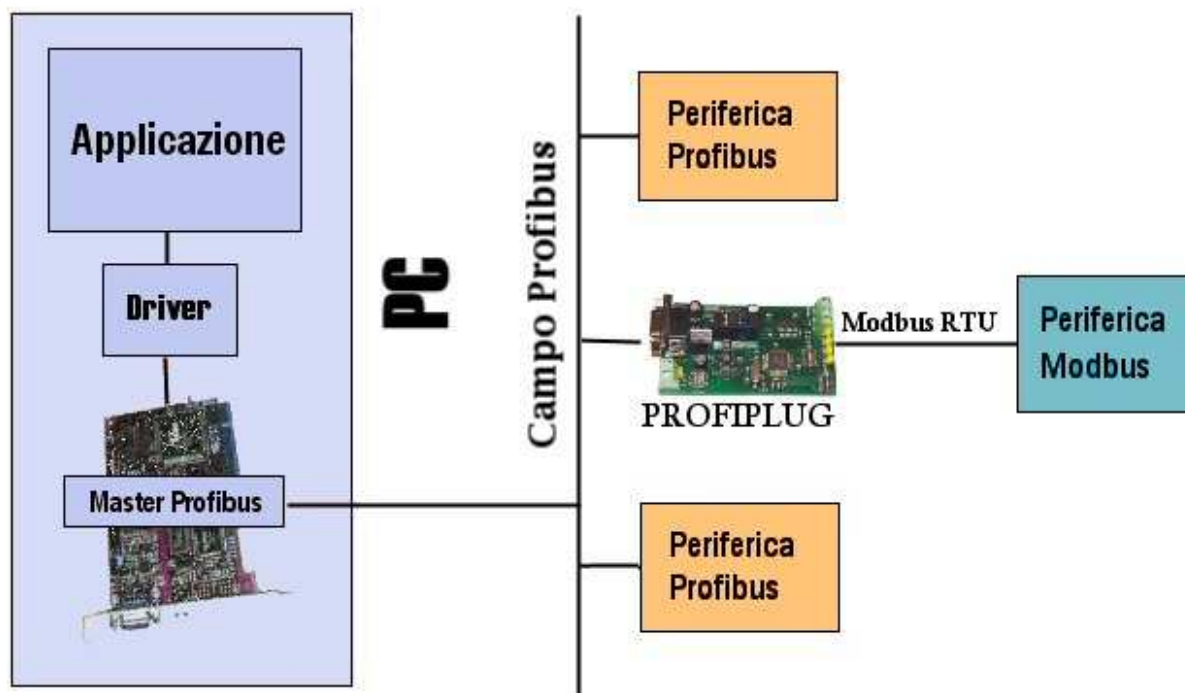 Applicazione
Driver
Master Profibus
PC
Campo Profibus
Periferica
Profibus
PROFIPLUG
Modbus RTU
Periferica
Modbus
Periferica
Profibus